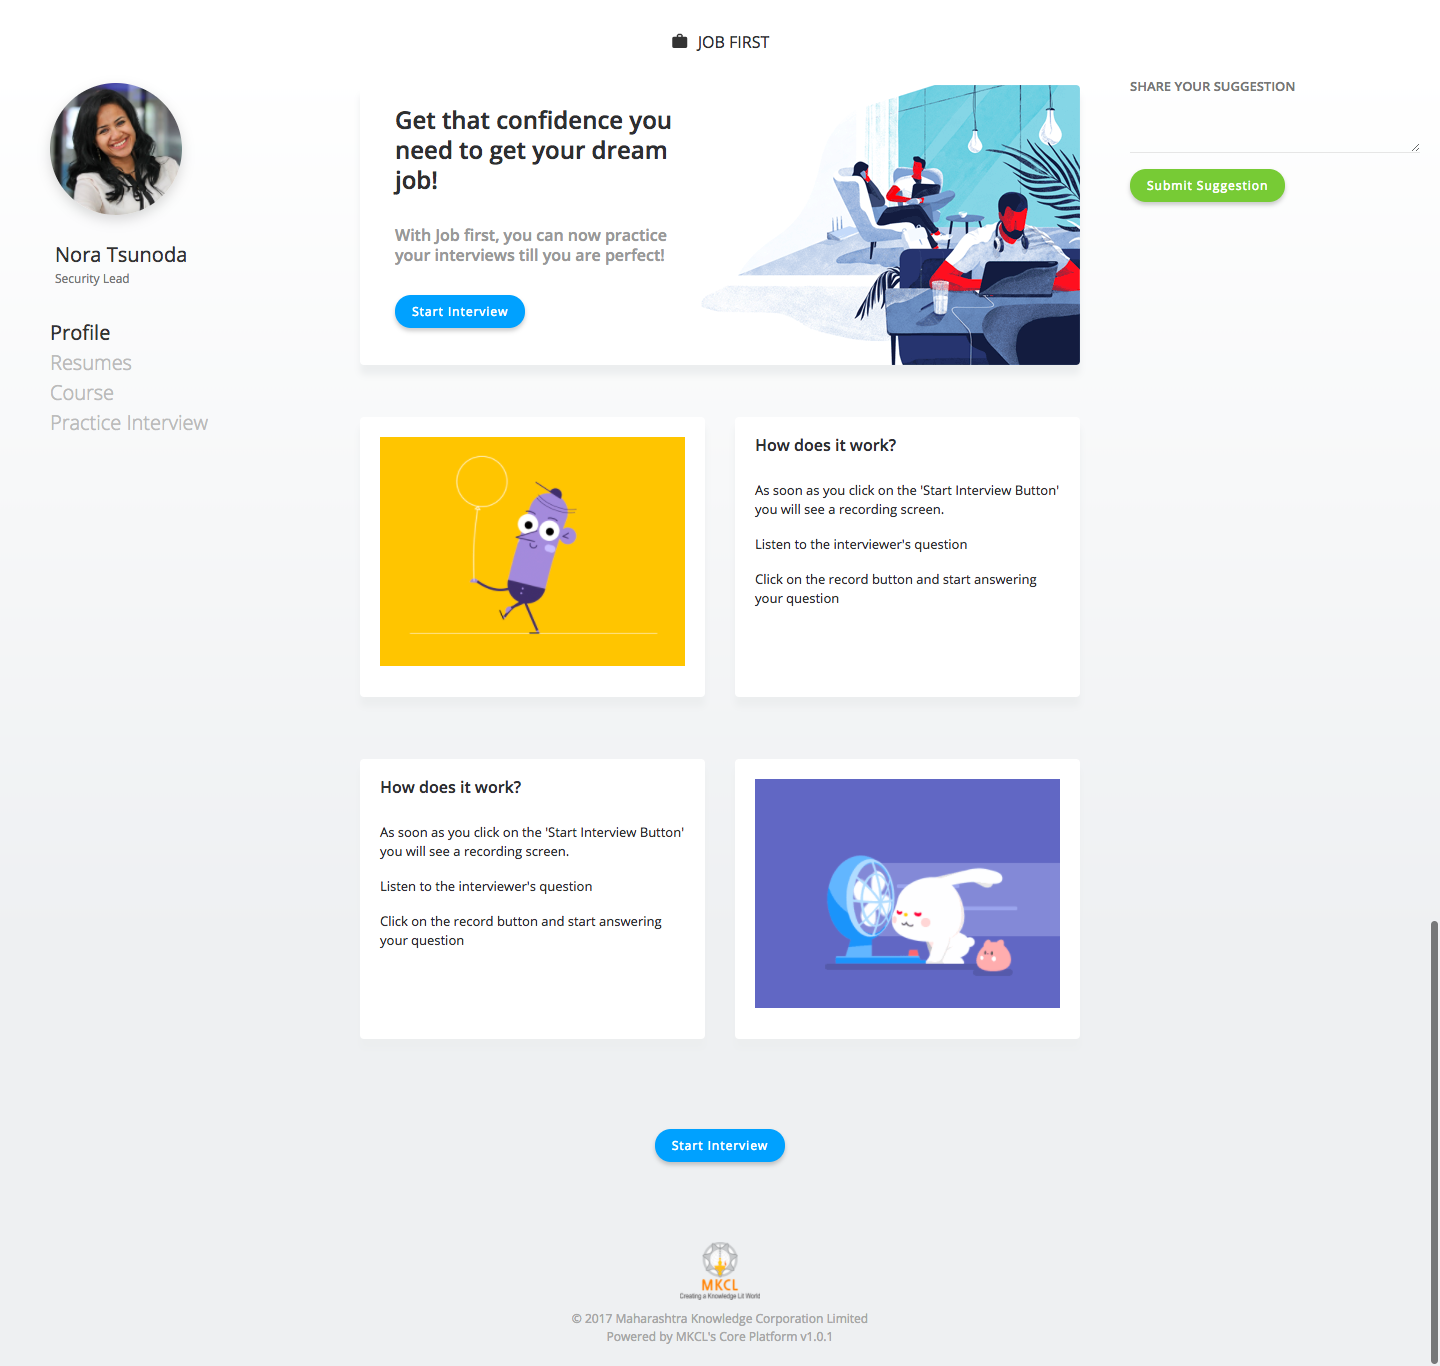 JOB FIRST
Nora Tsunoda
Security Lead
Profile
Resumes
Course
Practice Interview
Get that confidence you
need to get your dream
job!
With Job first, you can now practice
your interviews till you are perfect!
Start Interview
SHARE YOUR SUGGESTION
Submit Suggestion
How does it work?
As soon as you click on the 'Start Interview Button'
you will see a recording screen.
Listen to the interviewer's question
Click on the record button and start answering
your question
How does it work?
As soon as you click on the 'Start Interview Button'
you will see a recording screen.
Listen to the interviewer's question
Click on the record button and start answering
your question
Start Interview
MKCL
Creating a Knowledge Lit World
© 2017 Maharashtra Knowledge Corporation Limited
Powered by MKCL's Core Platform v1.0.1